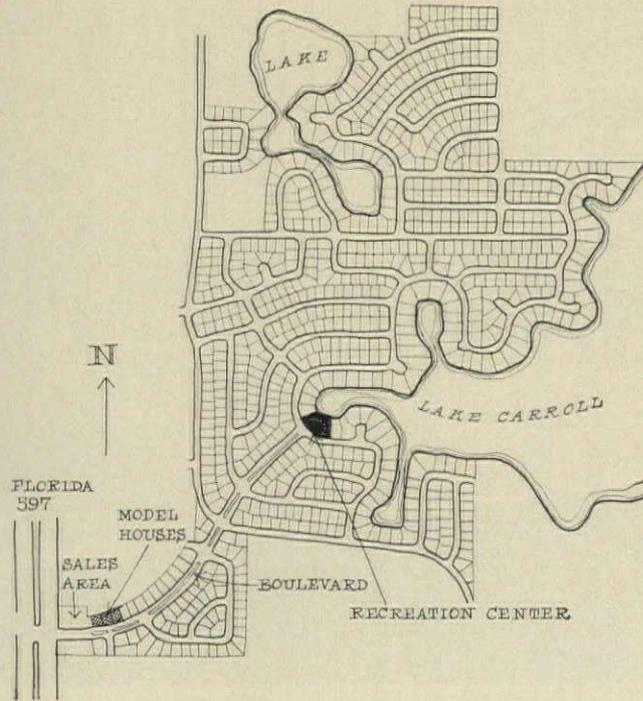 LAKE
LAKE CARROLL
N
FLORIDA
597
MODEL
HOUSES
SALES
AREA
BOULEVARD
RECREATION CENTER